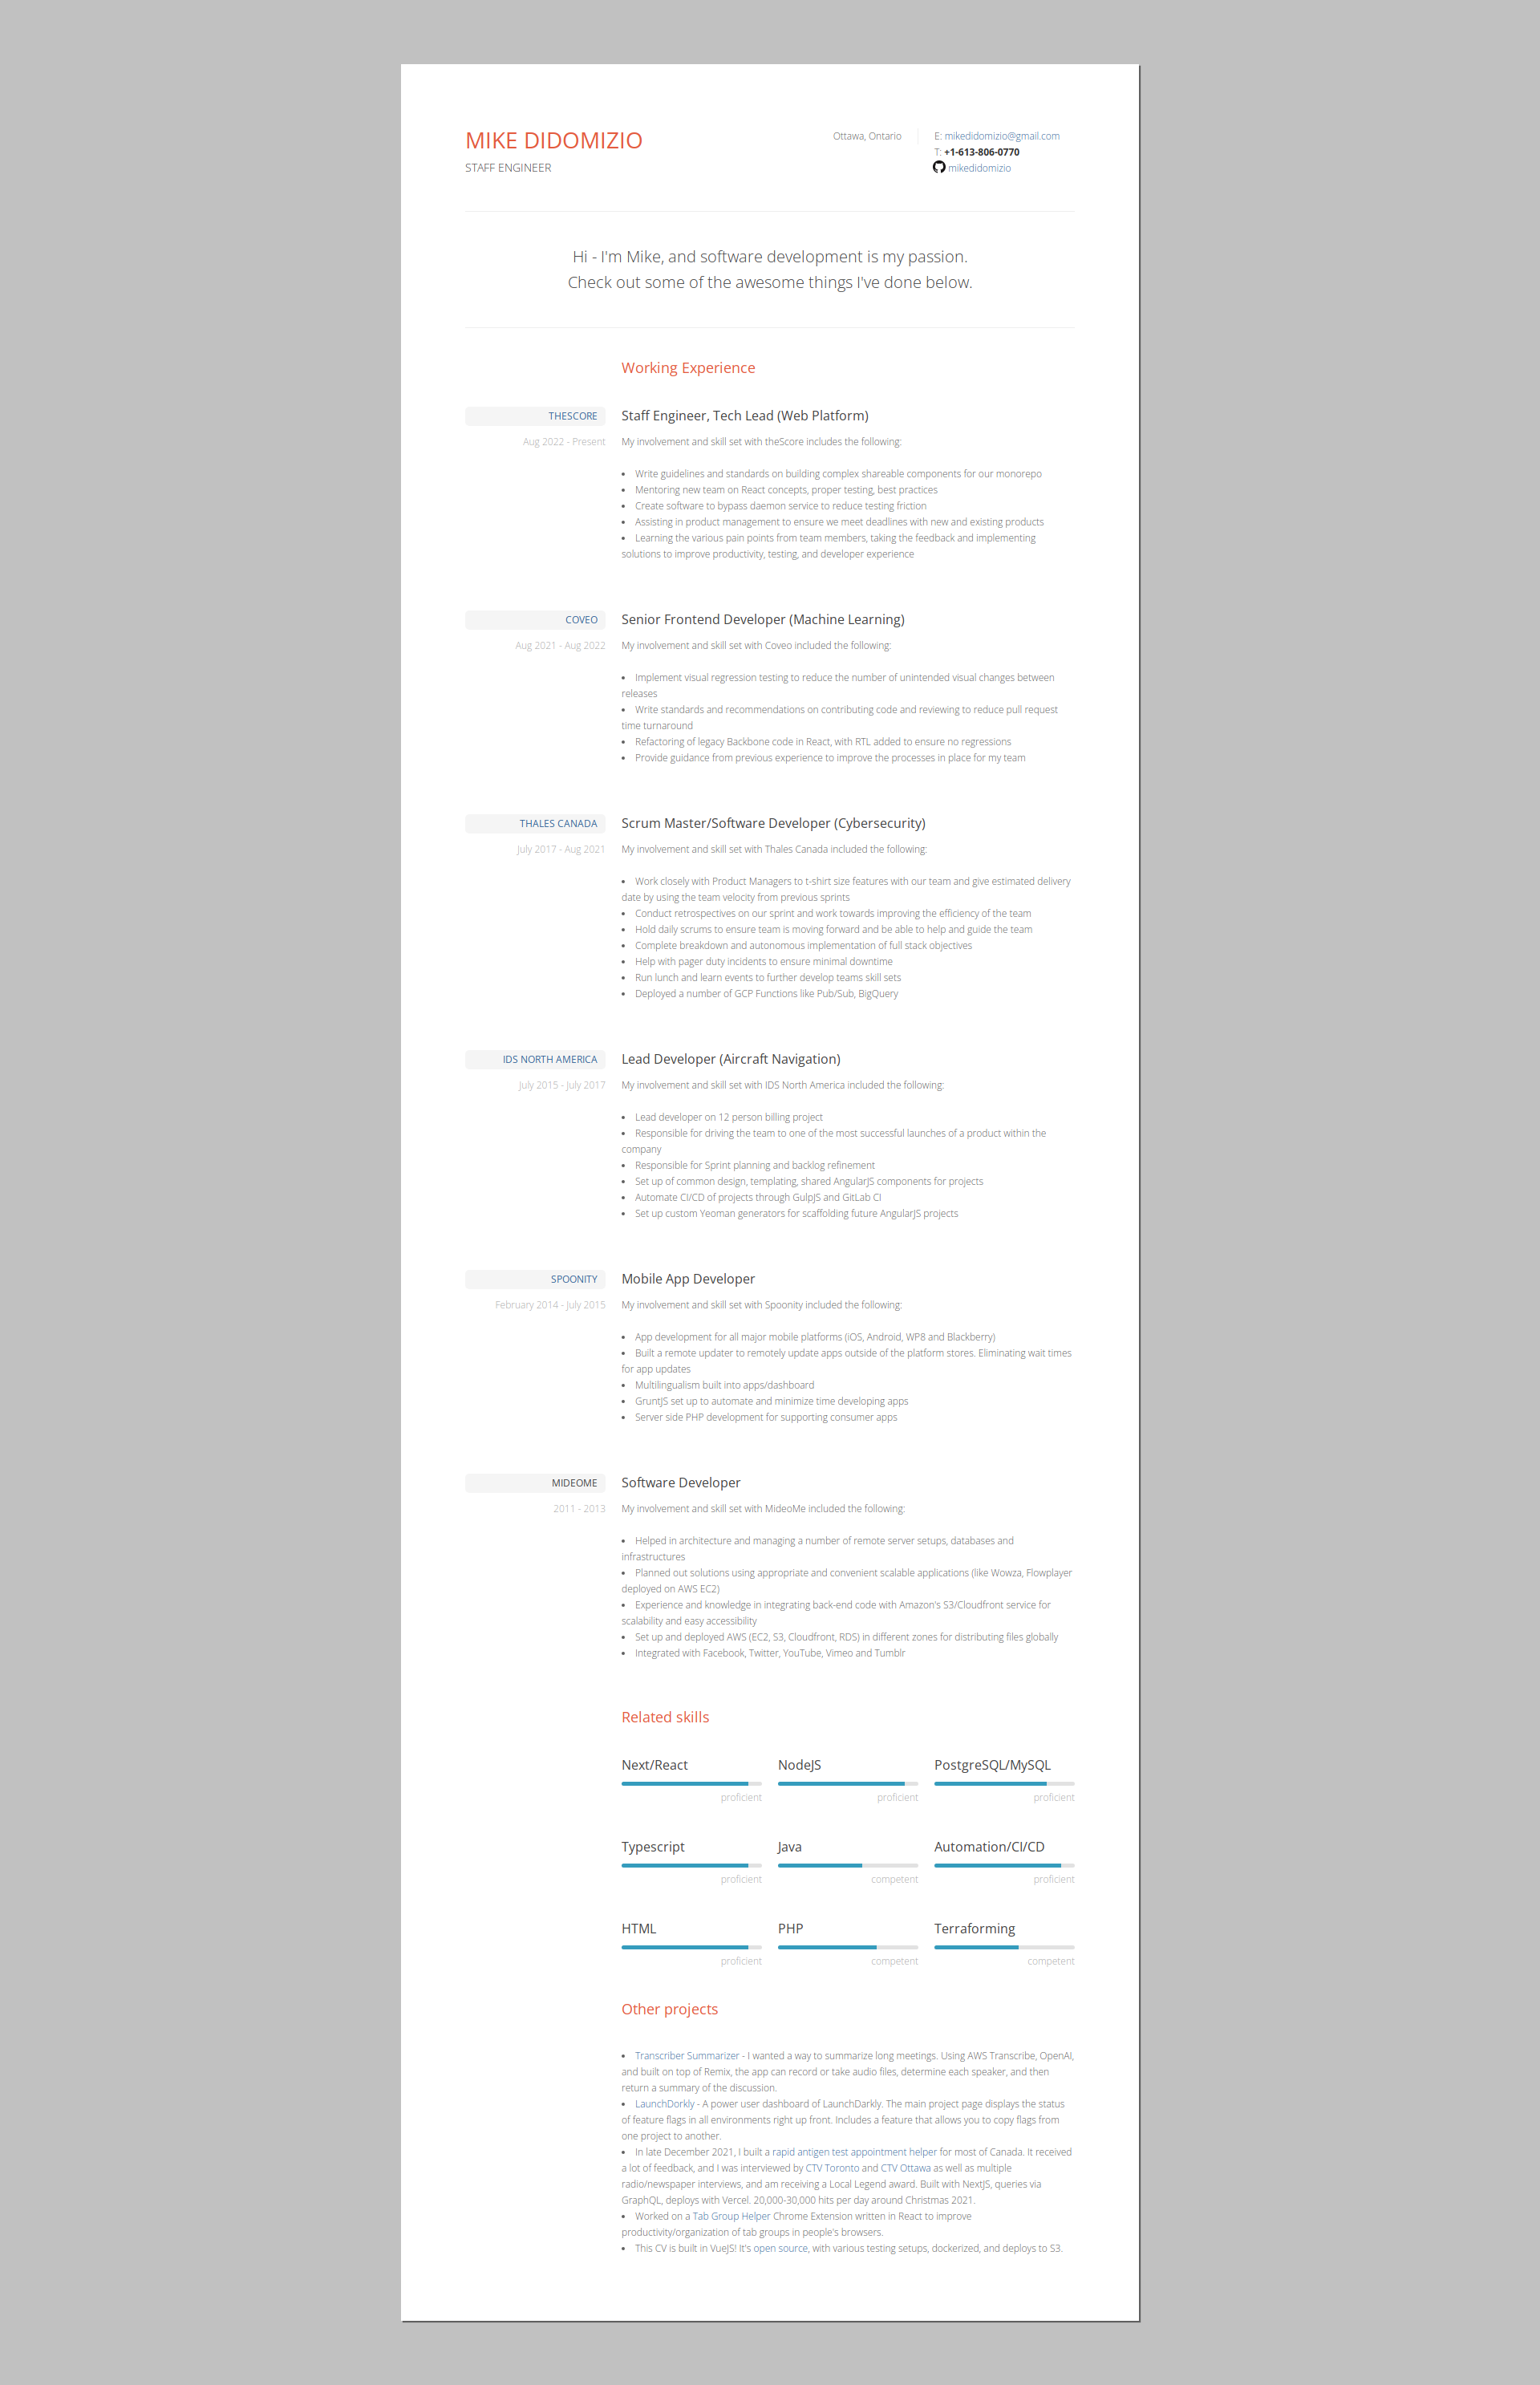 MIKE DIDOMIZIO
STAFF ENGINEER
Ottawa, Ontario
E: mikedidomizio@gmail.com
T: +1-613-806-0770
mikedidomizio
Hi - I'm Mike, and software development is my passion.
Check out some of the awesome things I've done below.
Working Experience
THESCORE
Aug 2022 - Present
Staff Engineer, Tech Lead (Web Platform)
My involvement and skill set with theScore includes the following:
• Write guidelines and standards on building complex shareable components for our monorepo
• Mentoring new team on React concepts, proper testing, best practices
• Create software to bypass daemon service to reduce testing friction
• Assisting in product management to ensure we meet deadlines with new and existing products
• Learning the various pain points from team members, taking the feedback and implementing
solutions to improve productivity, testing, and developer experience
COVEO
Aug 2021 - Aug 2022
Senior Frontend Developer (Machine Learning)
My involvement and skill set with Coveo included the following:
• Implement visual regression testing to reduce the number of unintended visual changes between
releases
• Write standards and recommendations on contributing code and reviewing to reduce pull request
time turnaround
• Refactoring of legacy Backbone code in React, with RTL added to ensure no regressions
• Provide guidance from previous experience to improve the processes in place for my team
THALES CANADA
July 2017 - Aug 2021
Scrum Master/Software Developer (Cybersecurity)
My involvement and skill set with Thales Canada included the following:
• Work closely with Product Managers to t-shirt size features with our team and give estimated delivery
date by using the team velocity from previous sprints
• Conduct retrospectives on our sprint and work towards improving the efficiency of the team
• Hold daily scrums to ensure team is moving forward and be able to help and guide the team
• Complete breakdown and autonomous implementation of full stack objectives
• Help with pager duty incidents to ensure minimal downtime
• Run lunch and learn events to further develop teams skill sets
• Deployed a number of GCP Functions like Pub/Sub, BigQuery
IDS NORTH AMERICA
July 2015 - July 2017
Lead Developer (Aircraft Navigation)
My involvement and skill set with IDS North America included the following:
• Lead developer on 12 person billing project
• Responsible for driving the team to one of the most successful launches of a product within the
company
• Responsible for Sprint planning and backlog refinement
• Set up of common design, templating, shared AngularJS components for projects
• Automate CI/CD of projects through GulpJS and GitLab CI
• Set up custom Yeoman generators for scaffolding future AngularJS projects
SPOONITY
February 2014 - July 2015
Mobile App Developer
My involvement and skill set with Spoonity included the following:
• App development for all major mobile platforms (iOS, Android, WP8 and Blackberry)
• Built a remote updater to remotely update apps outside of the platform stores. Eliminating wait times
for app updates
• Multilingualism built into apps/dashboard
• GruntJS set up to automate and minimize time developing apps
• Server side PHP development for supporting consumer apps
MIDEOME
2011 - 2013
Software Developer
My involvement and skill set with MideoMe included the following:
• Helped in architecture and managing a number of remote server setups, databases and
infrastructures
• Planned out solutions using appropriate and convenient scalable applications (like Wowza, Flowplayer
deployed on AWS EC2)
• Experience and knowledge in integrating back-end code with Amazon's S3/Cloudfront service for
scalability and easy accessibility
• Set up and deployed AWS (EC2, S3, Cloudfront, RDS) in different zones for distributing files globally
• Integrated with Facebook, Twitter, YouTube, Vimeo and Tumblr
Related skills
Next/React
proficient
NodeJS
proficient
PostgreSQL/MySQL
proficient
Typescript
proficient
Java
competent
Automation/CI/CD
proficient
HTML
proficient
PHP
competent
Terraforming
competent
Other projects
• Transcriber Summarizer - I wanted a way to summarize long meetings. Using AWS Transcribe, OpenAI,
and built on top of Remix, the app can record or take audio files, determine each speaker, and then
return a summary of the discussion.
• LaunchDorkly - A power user dashboard of LaunchDarkly. The main project page displays the status
of feature flags in all environments right up front. Includes a feature that allows you to copy flags from
one project to another.
• In late December 2021, I built a rapid antigen test appointment helper for most of Canada. It received
a lot of feedback, and I was interviewed by CTV Toronto and CTV Ottawa as well as multiple
radio/newspaper interviews, and am receiving a Local Legend award. Built with NextJS, queries via
GraphQL, deploys with Vercel. 20,000-30,000 hits per day around Christmas 2021.
• Worked on a Tab Group Helper Chrome Extension written in React to improve
productivity/organization of tab groups in people's browsers.
• This CV is built in VueJS! It's open source, with various testing setups, dockerized, and deploys to S3.